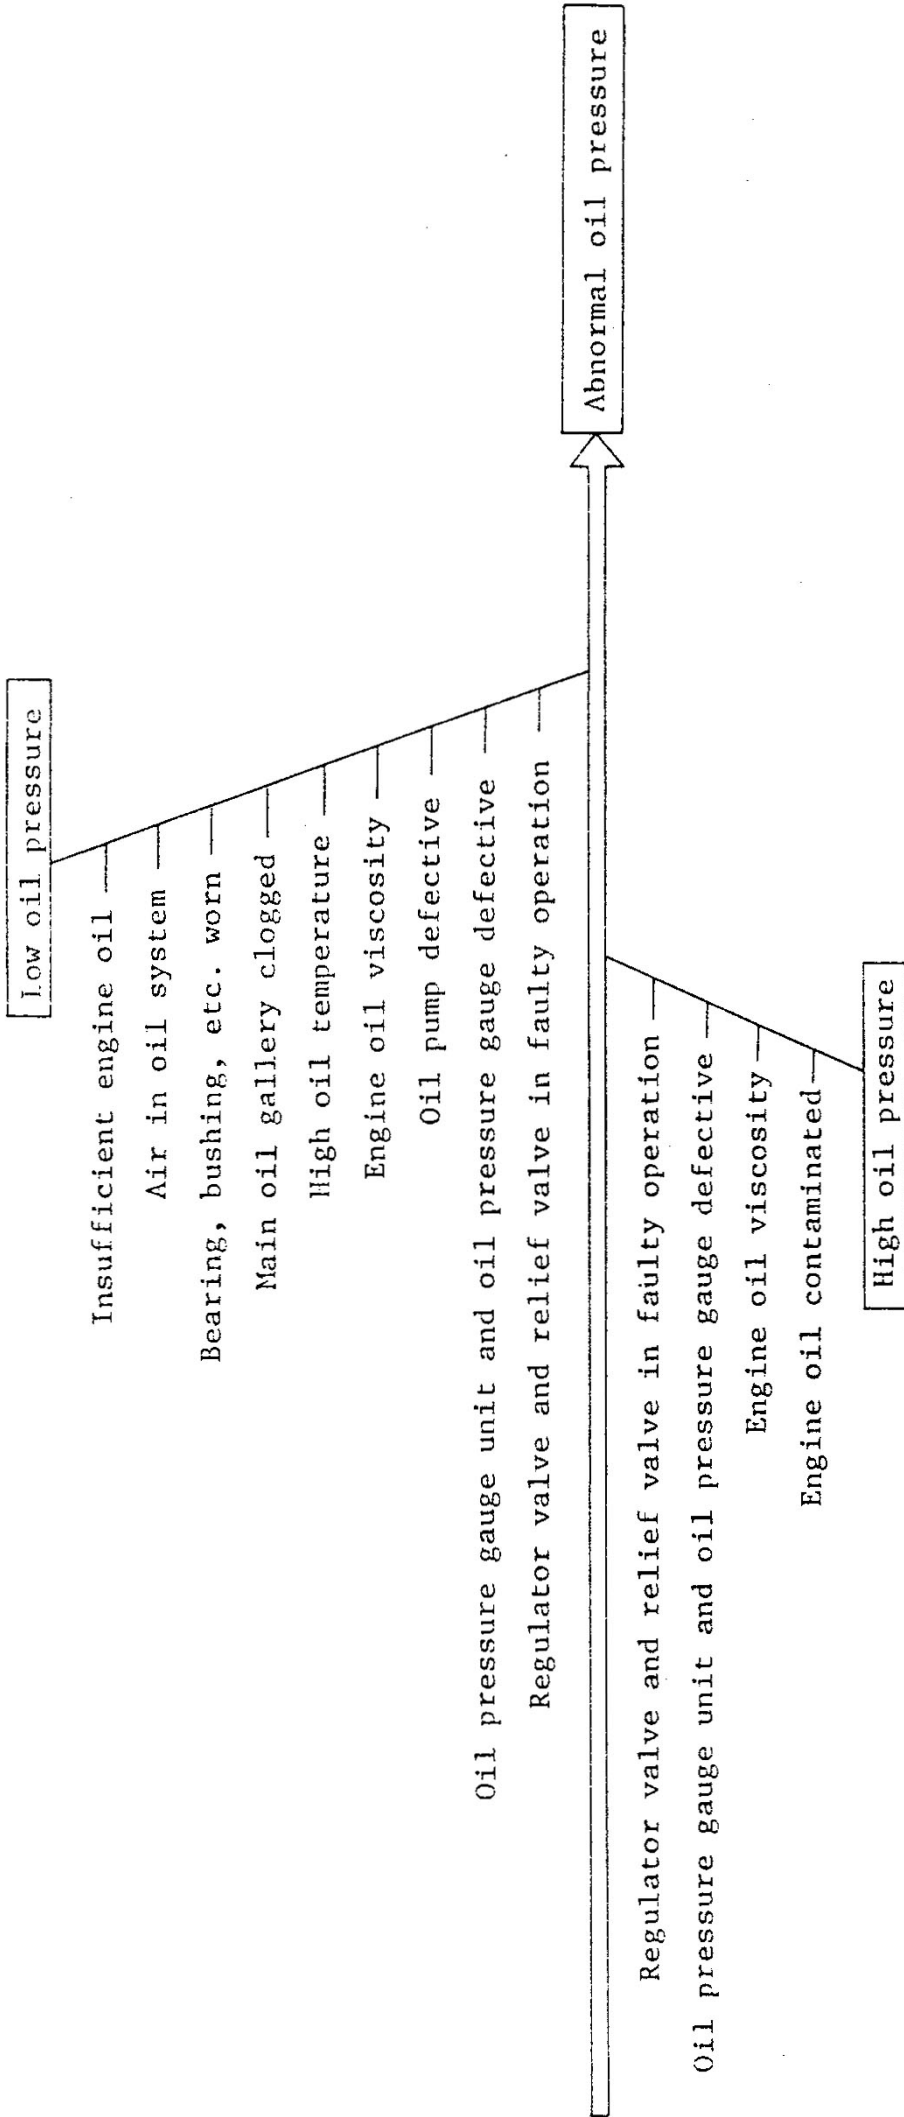 Low oil pressure
Insufficient engine oil
Air in oil system
Bearing, bushing, etc. worn
Main oil gallery clogged
High oil temperature
Engine oil viscosity
Oil pump defective
Oil pressure gauge unit and oil pressure gauge defective
Regulator valve and relief valve in faulty operation
Abnormal oil pressure
Regulator valve and relief valve in faulty operation
Oil pressure gauge unit and oil pressure gauge defective
Engine oil viscosity
Engine oil contaminated
High oil pressure